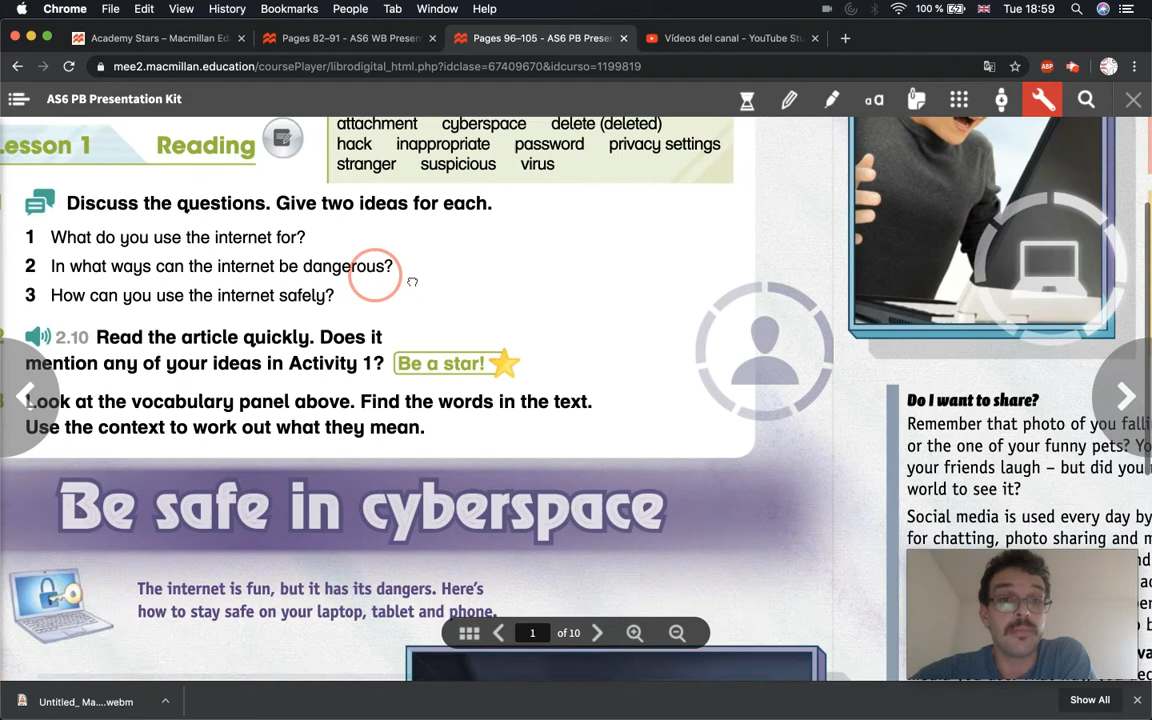 Chrome File Edit View History Bookmarks People Tab Window Help 100 % Tue 18:59
Academy Stars – Macmillan Ed Pages 82–91 - AS6 WB Presen Pages 96–105 - AS6 PB Prese Vídeos del canal - YouTube Stu
mee2.macmillan.education/coursePlayer/librodigital_html.php?idclase=67409670&idcurso=1199819 ABP
AS6 PB Presentation Kit aA
esson 1 Reading
attachment cyberspace delete (deleted)
hack inappropriate password privacy settings
stranger suspicious virus
Discuss the questions. Give two ideas for each.
1 What do you use the internet for?
2 In what ways can the internet be dangerous?
3 How can you use the internet safely?
2.10 Read the article quickly. Does it
mention any of your ideas in Activity 1? Be a star!
Look at the vocabulary panel above. Find the words in the text.
Use the context to work out what they mean.
Be safe in cyberspace
The internet is fun, but it has its dangers. Here's
how to stay safe on your laptop, tablet and phone.
Do I want to share?
Remember that photo of you falli
or the one of your funny pets? Yo
your friends laugh – but did you
world to see it?
Social media is used every day by
for chatting, photo sharing and m
1 of 10
Untitled_ Ma....webm
Show All